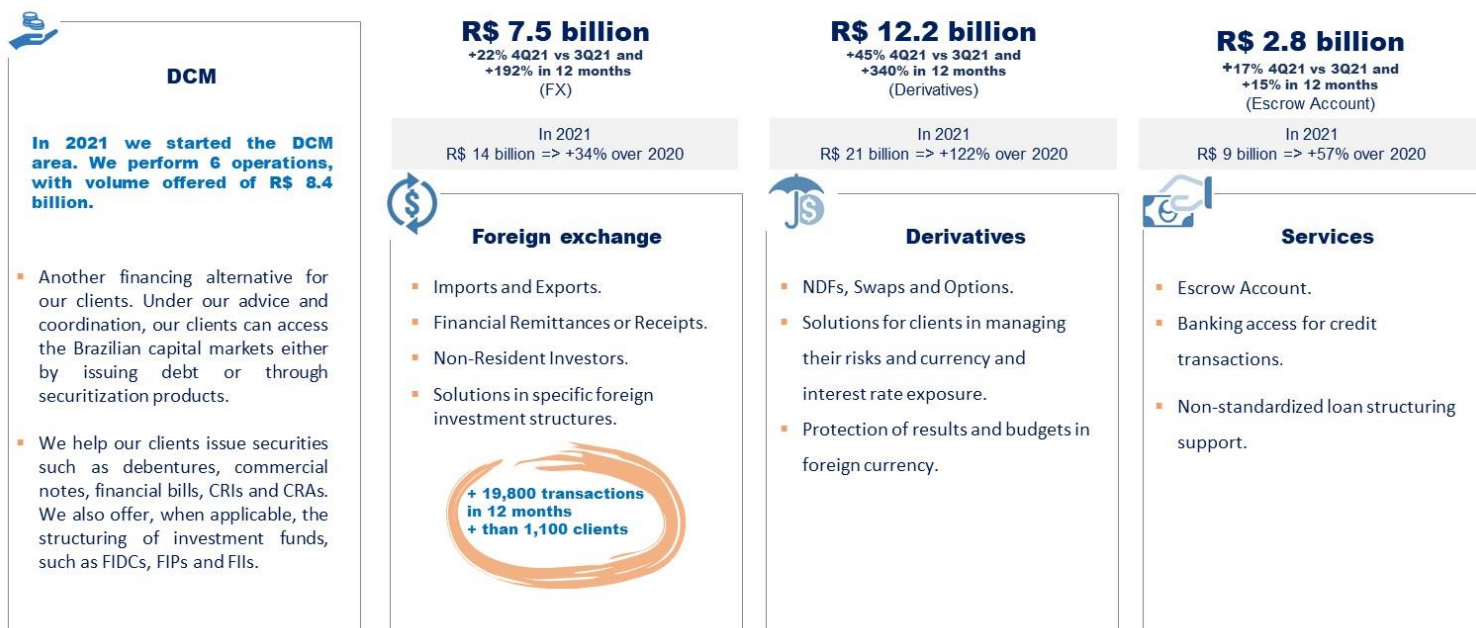 DCM
In 2021 we started the DCM
area. We perform 6 operations,
with volume offered of R$ 8.4
billion.
▪ Another financing alternative for
our clients. Under our advice and
coordination, our clients can access
the Brazilian capital markets either
by issuing debt or through
securitization products.
▪ We help our clients issue securities
such as debentures, commercial
notes, financial bills, CRIs and CRAs.
We also offer, when applicable, the
structuring of investment funds,
such as FIDCs, FIPs and FIIs.
R$ 7.5 billion
+22% 4Q21 vs 3Q21 and
+192% in 12 months
(FX)
In 2021
R$ 14 billion => +34% over 2020
Foreign exchange
▪ Imports and Exports.
▪ Financial Remittances or Receipts.
▪ Non-Resident Investors.
▪ Solutions in specific foreign
investment structures.
+ 19,800 transactions
in 12 months
+ than 1,100 clients
R$ 12.2 billion
+45% 4Q21 vs 3Q21 and
+340% in 12 months
(Derivatives)
In 2021
R$ 21 billion => +122% over 2020
Derivatives
▪ NDFs, Swaps and Options.
▪ Solutions for clients in managing
their risks and currency and
interest rate exposure.
▪ Protection of results and budgets in
foreign currency.
R$ 2.8 billion
+17% 4Q21 vs 3Q21 and
+15% in 12 months
(Escrow Account)
In 2021
R$ 9 billion => +57% over 2020
Services
▪ Escrow Account.
▪ Banking access for credit
transactions.
▪ Non-standardized loan structuring
support.